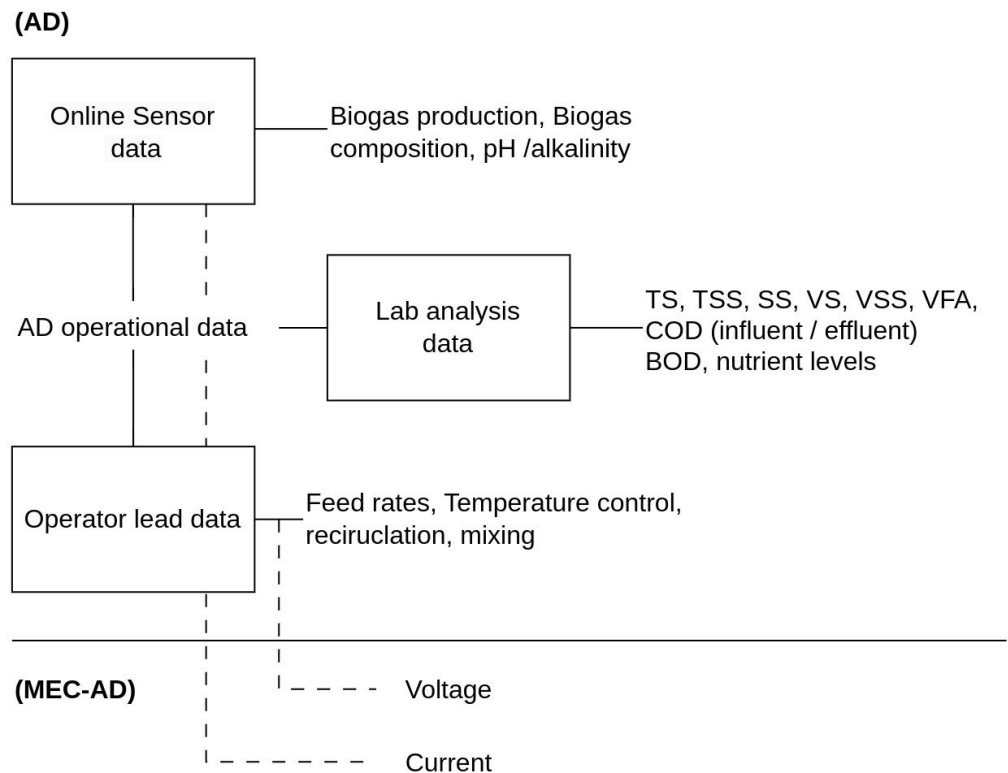 (AD)
Online Sensor
data
Biogas production, Biogas
composition, pH /alkalinity
AD operational data
Lab analysis
data
TS, TSS, SS, VS, VSS, VFA,
COD (influent / effluent)
BOD, nutrient levels
Operator lead data
Feed rates, Temperature control,
reciruclation, mixing
(MEC-AD)
Voltage
Current